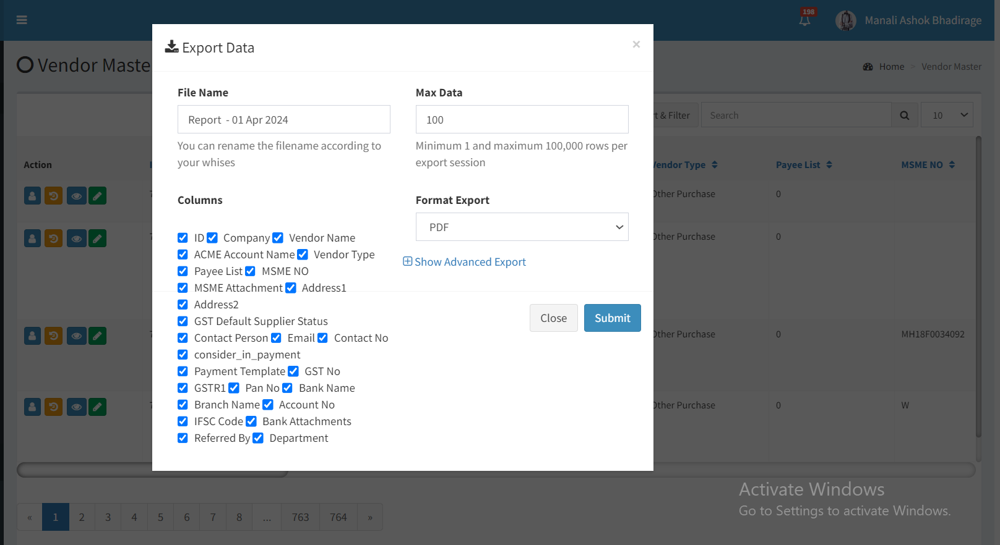 198
Manali Ashok Bhadirage
Vendor Maste
Home > Vendor Master
Export Data
×
File Name
Report - 01 Apr 2024
You can rename the filename according to
your whises
Max Data
100
Minimum 1 and maximum 100,000 rows per
export session
Columns
ID Company Vendor Name
ACME Account Name Vendor Type
Payee List MSME NO
MSME Attachment Address1
Address2
GST Default Supplier Status
Contact Person Email Contact No
consider_in_payment
Payment Template GST No
GSTR1 Pan No Bank Name
Branch Name Account No
IFSC Code Bank Attachments
Referred By Department
Format Export
PDF
Show Advanced Export
Close Submit
& Filter Search 10
Action Vendor Type Payee List MSME NO
Other Purchase 0
Other Purchase 0
Other Purchase 0 MH18F0034092
Other Purchase 0 W
Activate Windows
Go to Settings to activate Windows.
« 1 2 3 4 5 6 7 8 ... 763 764 »